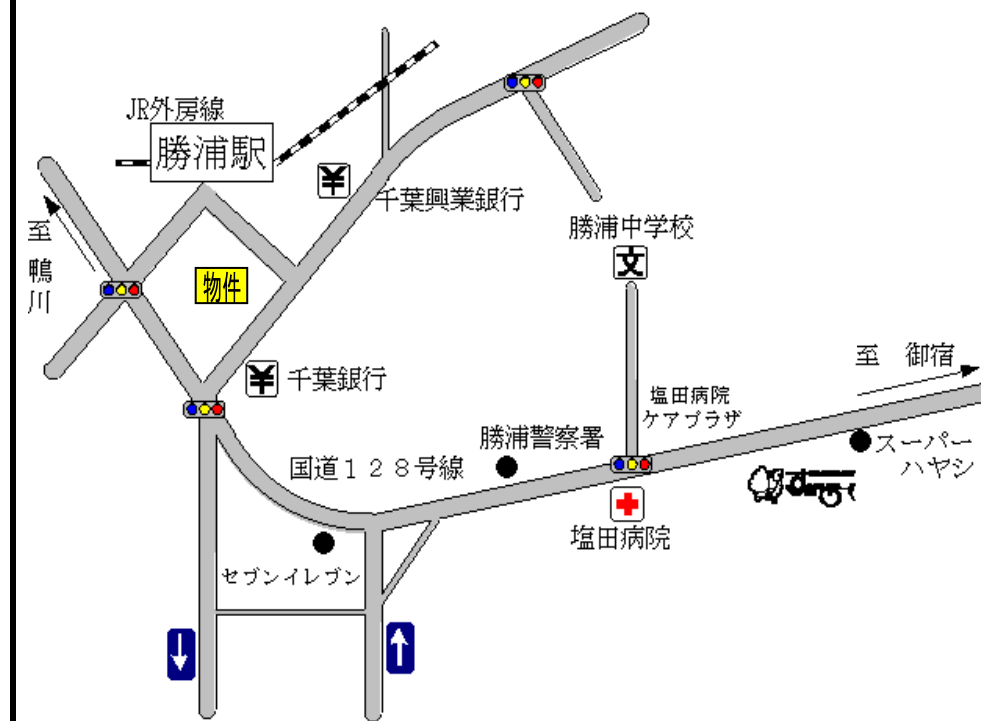 JR外房線
勝浦駅
千葉興業銀行
勝浦中学校
文
至
鴨
川
物件
至 御宿
千葉銀行
塩田病院
ケアプラザ
勝浦警察署
スーパー
ハヤシ
国道128号線
塩田病院
セブンイレブン